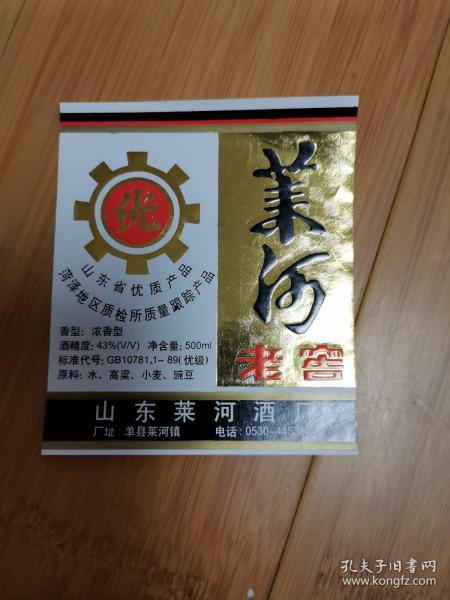 优
山东省优质产品
菏泽地区质检所质量跟踪产品
香型：浓香型
酒精度：43%(V/V) 净含量：500ml
标准代号：GB10781.1-89(优级)
原料：水、高粱、小麦、豌豆
莱河
老窖
山东莱河酒厂
厂址：单县莱河镇 电话：0530-445
孔夫子旧书网
www.kongfz.com